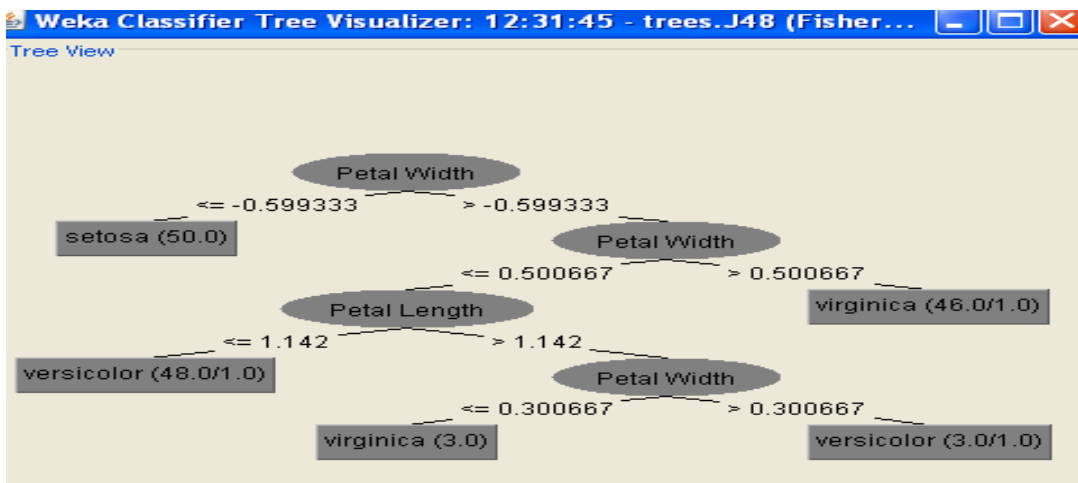 Weka Classifier Tree Visualizer: 12:31:45 - trees.J48 (Fisher...
Tree View
Petal Width
<= -0.599333 > -0.599333
setosa (50.0) Petal Width
<= 0.500667 > 0.500667
Petal Length virginica (46.0/1.0)
<= 1.142 > 1.142
versicolor (48.0/1.0) Petal Width
<= 0.300667 > 0.300667
virginica (3.0) versicolor (3.0/1.0)